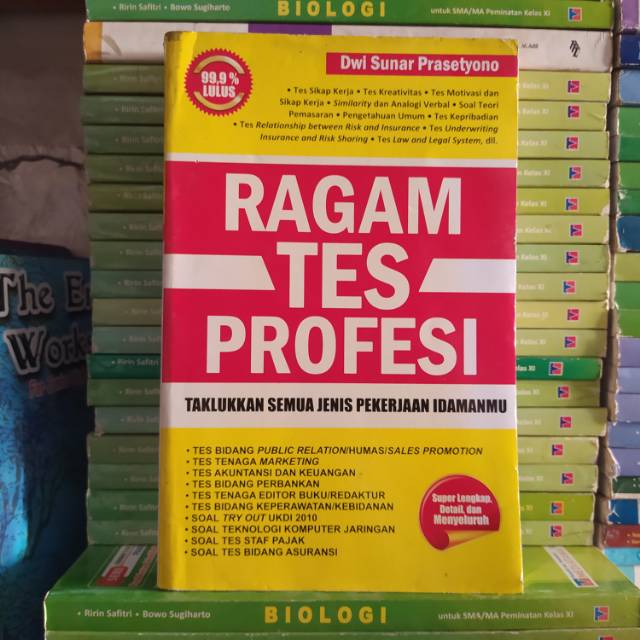 • Ririn Safitri • Bowo Sugiharto BIOLOGI untuk SMA/MA Peminatan Kelas XI
Dwi Sunar Prasetyono
99.9%
LULUS
• Tes Sikap Kerja • Tes Kreativitas • Tes Motivasi dan
Sikap Kerja • Similarity dan Analogi Verbal • Soal Teori
Pemasaran • Pengetahuan Umum • Tes Kepribadian
• Tes Relationship between Risk and Insurance • Tes Underwriting
Insurance and Risk Sharing • Tes Law and Legal System, dll.
RAGAM
TES
PROFESI
TAKLUKKAN SEMUA JENIS PEKERJAAN IDAMANMU
• TES BIDANG PUBLIC RELATION/HUMAS/SALES PROMOTION
• TES TENAGA MARKETING
• TES AKUNTANSI DAN KEUANGAN
• TES BIDANG PERBANKAN
• TES TENAGA EDITOR BUKU/REDAKTUR
• TES BIDANG KEPERAWATAN/KEBIDANAN
• SOAL TRY OUT UKDI 2010
• SOAL TEKNOLOGI KOMPUTER JARINGAN
• SOAL TES STAF PAJAK
• SOAL TES BIDANG ASURANSI
Super Lengkap,
Detail, dan
Menyeluruh
The
Work
• Ririn Safitri • Bowo Sugiharto BIOLOGI untuk SMA/MA Peminatan Kelas XI